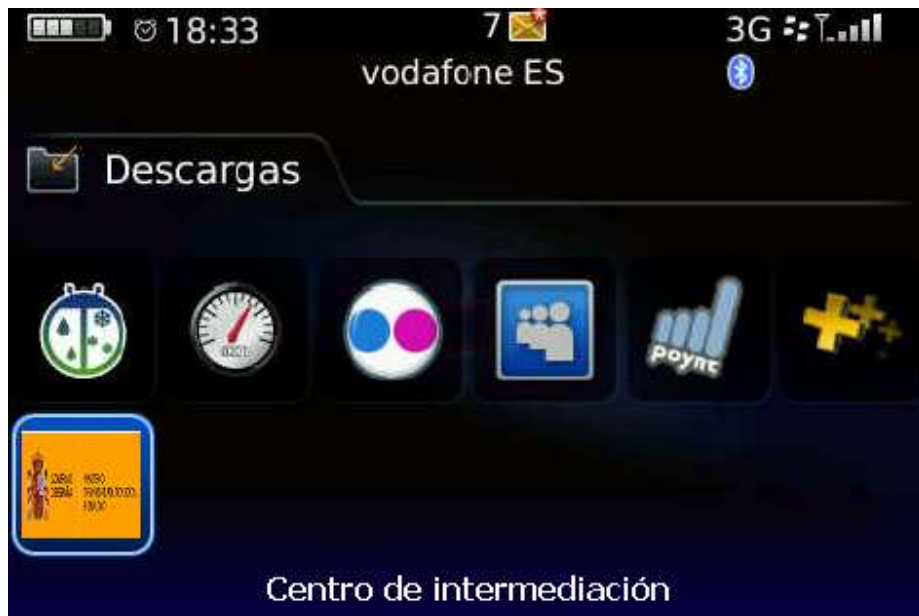 18:33 7 3G
vodafone ES
Descargas
poynt
Centro de intermediación